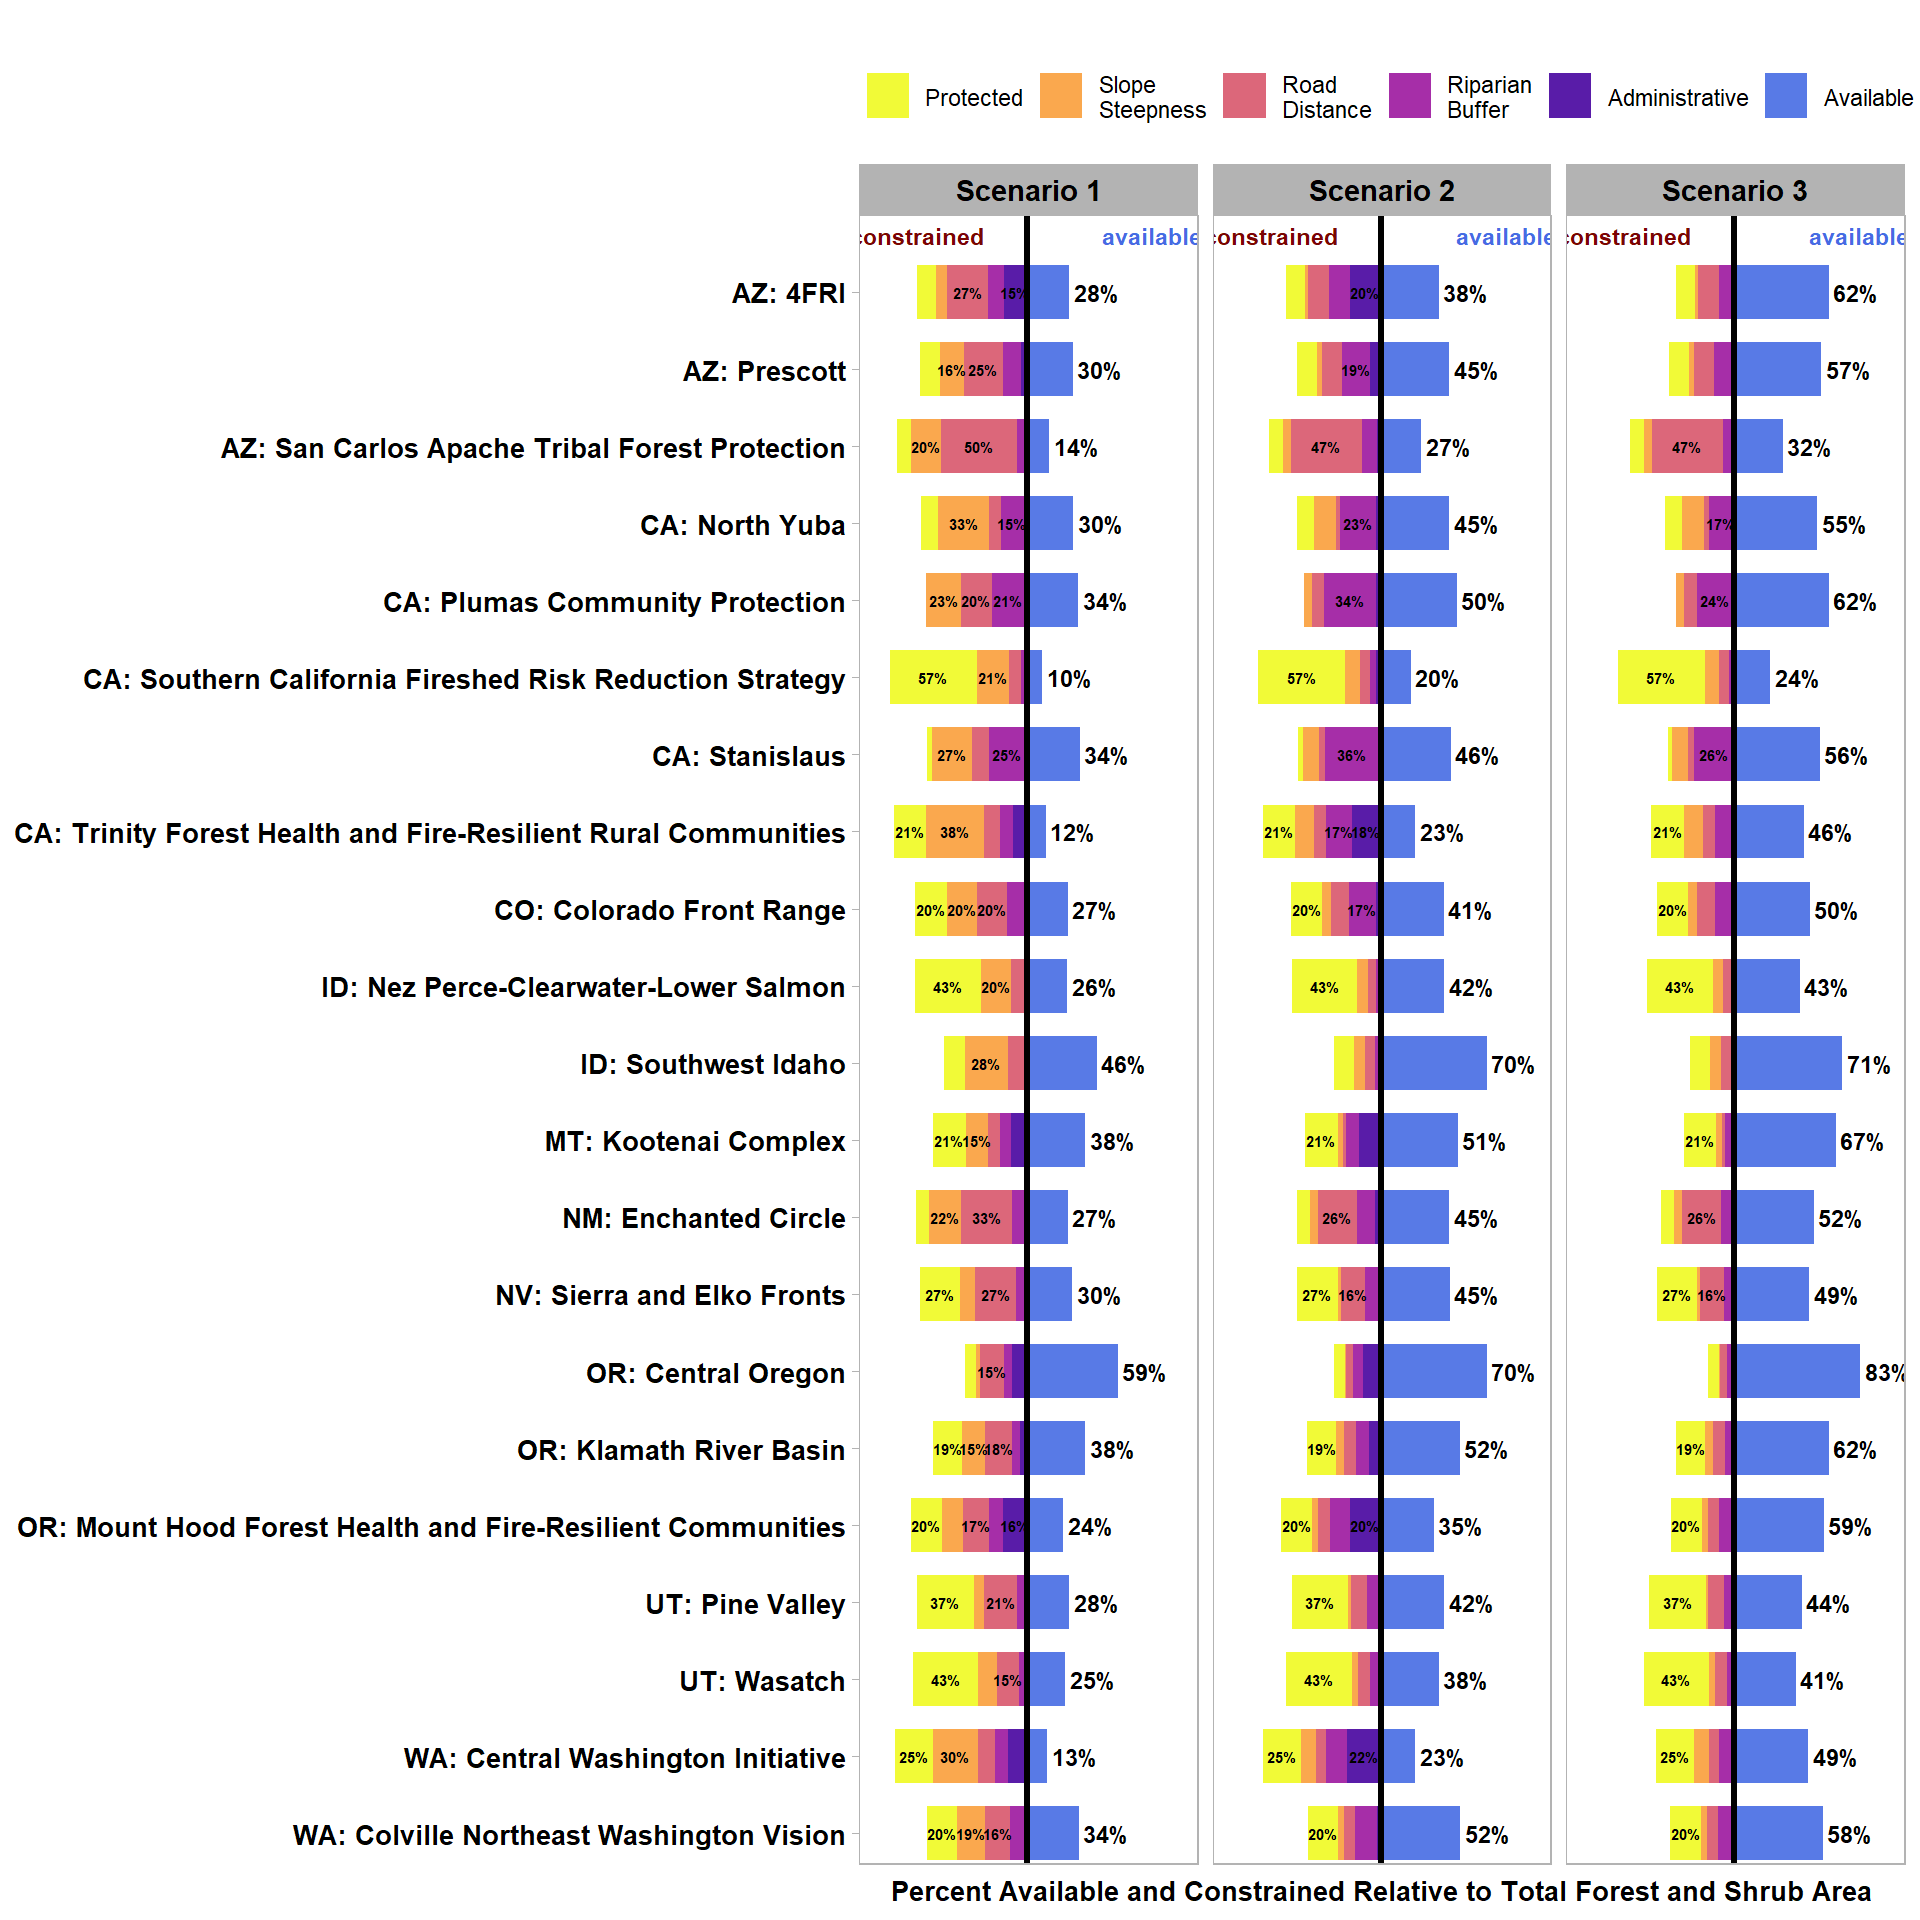 Protected
Slope
Steepness
Road
Distance
Riparian
Buffer
Administrative
Available
Scenario 1
Scenario 2
Scenario 3
constrained available constrained available constrained available
AZ: 4FRI 27% 15% 28% 20% 38% 62%
AZ: Prescott 16% 25% 30% 19% 45% 57%
AZ: San Carlos Apache Tribal Forest Protection 20% 50% 14% 47% 27% 47% 32%
CA: North Yuba 33% 15% 30% 23% 45% 17% 55%
CA: Plumas Community Protection 23% 20% 21% 34% 34% 50% 24% 62%
CA: Southern California Fireshed Risk Reduction Strategy 57% 21% 10% 57% 20% 57% 24%
CA: Stanislaus 27% 25% 34% 36% 46% 26% 56%
CA: Trinity Forest Health and Fire-Resilient Rural Communities 21% 38% 12% 21% 17% 18% 23% 21% 46%
CO: Colorado Front Range 20% 20% 20% 27% 20% 17% 41% 20% 50%
ID: Nez Perce-Clearwater-Lower Salmon 43% 20% 26% 43% 42% 43% 43%
ID: Southwest Idaho 28% 46% 70% 71%
MT: Kootenai Complex 21% 15% 38% 21% 51% 21% 67%
NM: Enchanted Circle 22% 33% 27% 26% 45% 26% 52%
NV: Sierra and Elko Fronts 27% 27% 30% 27% 16% 45% 27% 16% 49%
OR: Central Oregon 15% 59% 70% 83%
OR: Klamath River Basin 19% 15% 18% 38% 19% 52% 19% 62%
OR: Mount Hood Forest Health and Fire-Resilient Communities 20% 17% 16% 24% 20% 20% 35% 20% 59%
UT: Pine Valley 37% 21% 28% 37% 42% 37% 44%
UT: Wasatch 43% 15% 25% 43% 38% 43% 41%
WA: Central Washington Initiative 25% 30% 13% 25% 22% 23% 25% 49%
WA: Colville Northeast Washington Vision 20% 19% 16% 34% 20% 52% 20% 58%
Percent Available and Constrained Relative to Total Forest and Shrub Area